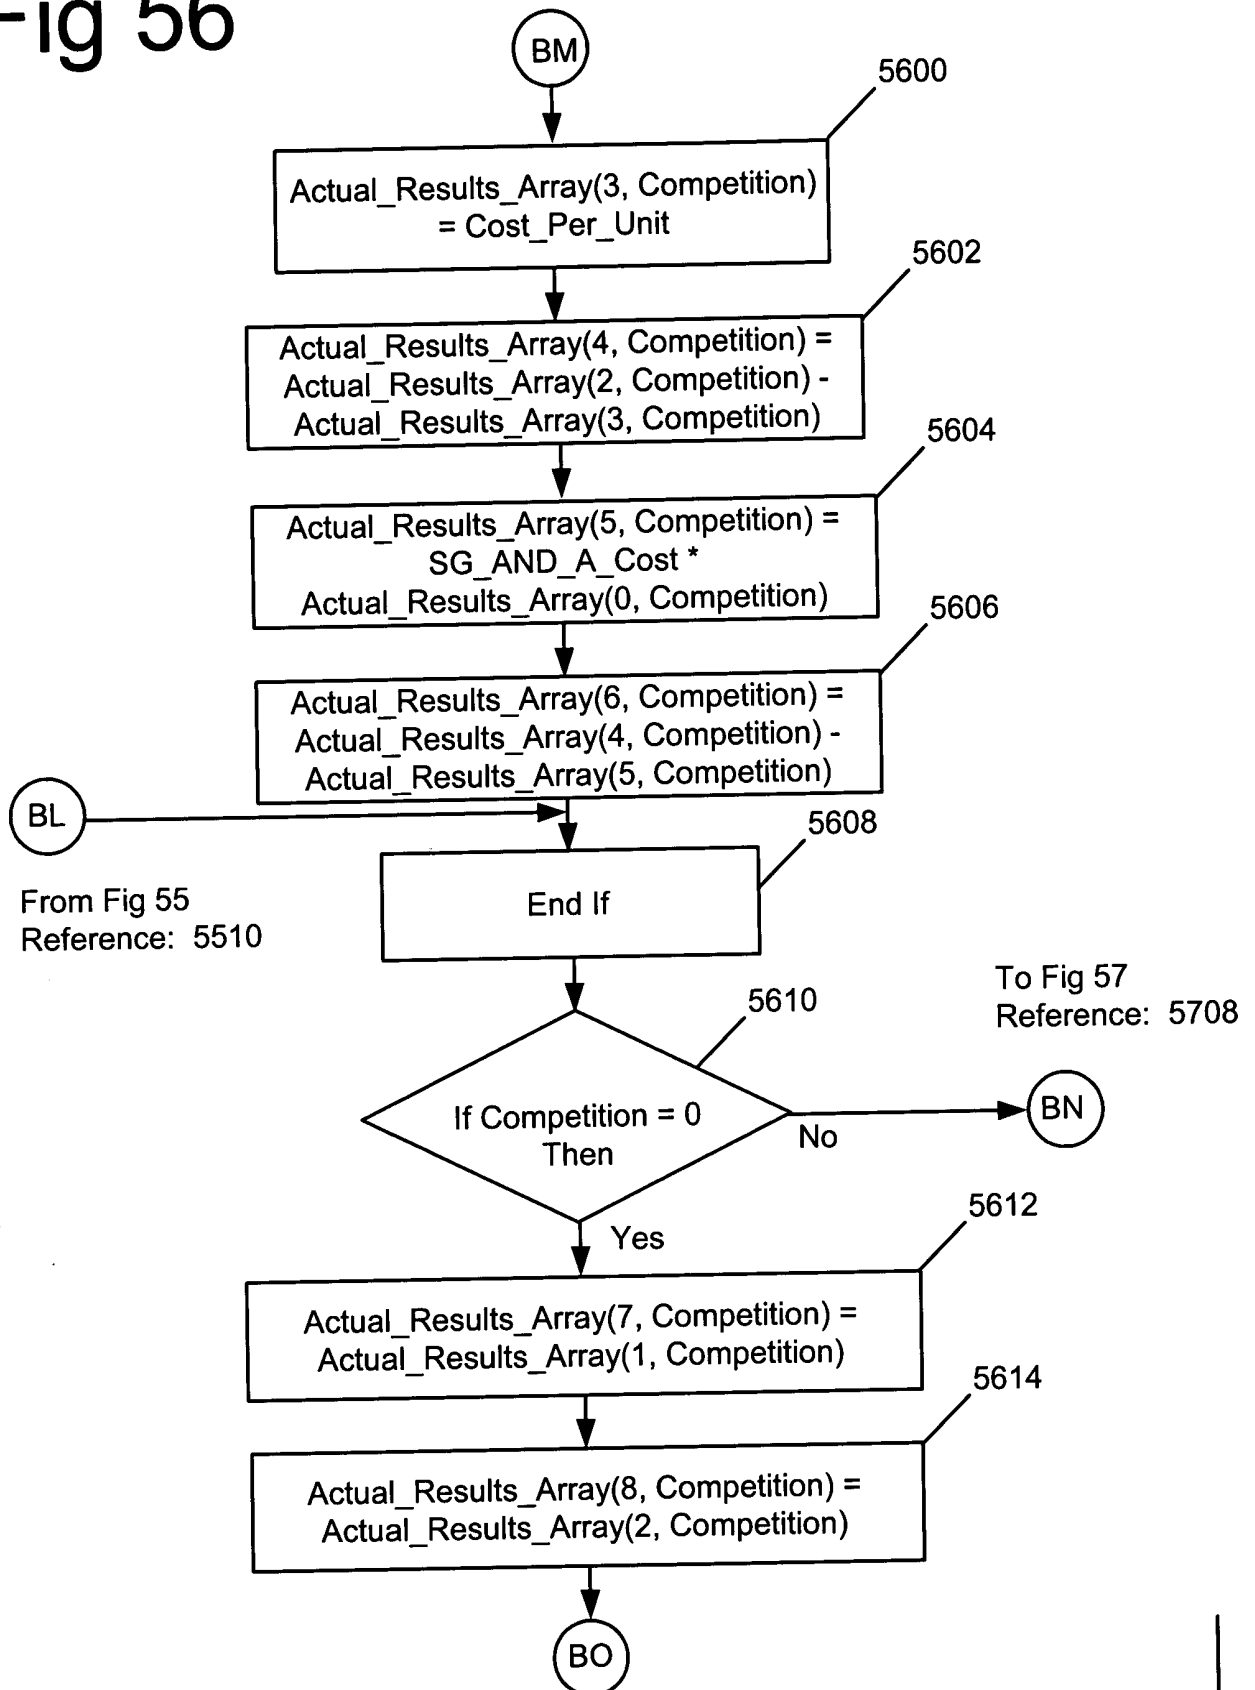 Fig 56
BM
5600
Actual_Results_Array(3, Competition)
= Cost_Per_Unit
5602
Actual_Results_Array(4, Competition) =
Actual_Results_Array(2, Competition) -
Actual_Results_Array(3, Competition)
5604
Actual_Results_Array(5, Competition) =
SG_AND_A_Cost *
Actual_Results_Array(0, Competition)
5606
Actual_Results_Array(6, Competition) =
Actual_Results_Array(4, Competition) -
Actual_Results_Array(5, Competition)
BL
5608
From Fig 55
Reference: 5510
End If
To Fig 57
Reference: 5708
5610
If Competition = 0
Then
BN
No
Yes
5612
Actual_Results_Array(7, Competition) =
Actual_Results_Array(1, Competition)
5614
Actual_Results_Array(8, Competition) =
Actual_Results_Array(2, Competition)
BO